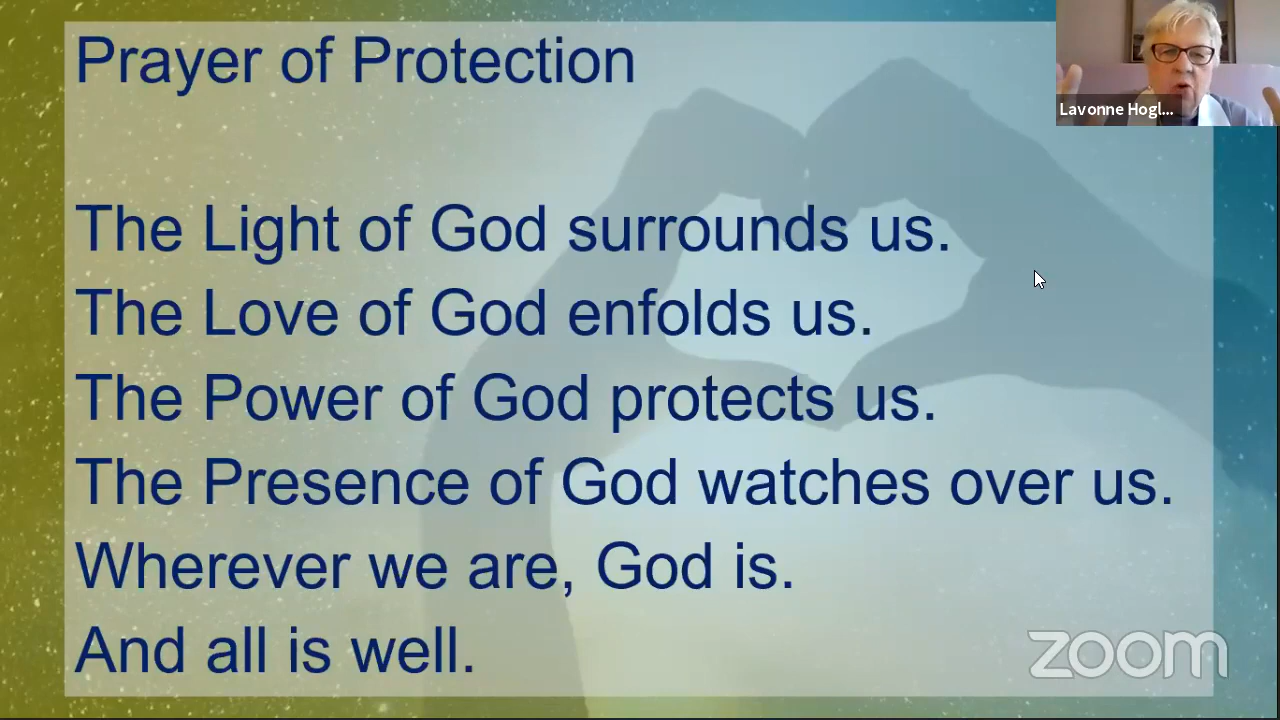 Prayer of Protection
Lavonne Hogl...
The Light of God surrounds us.
The Love of God enfolds us.
The Power of God protects us.
The Presence of God watches over us.
Wherever we are, God is.
And all is well.
zoom